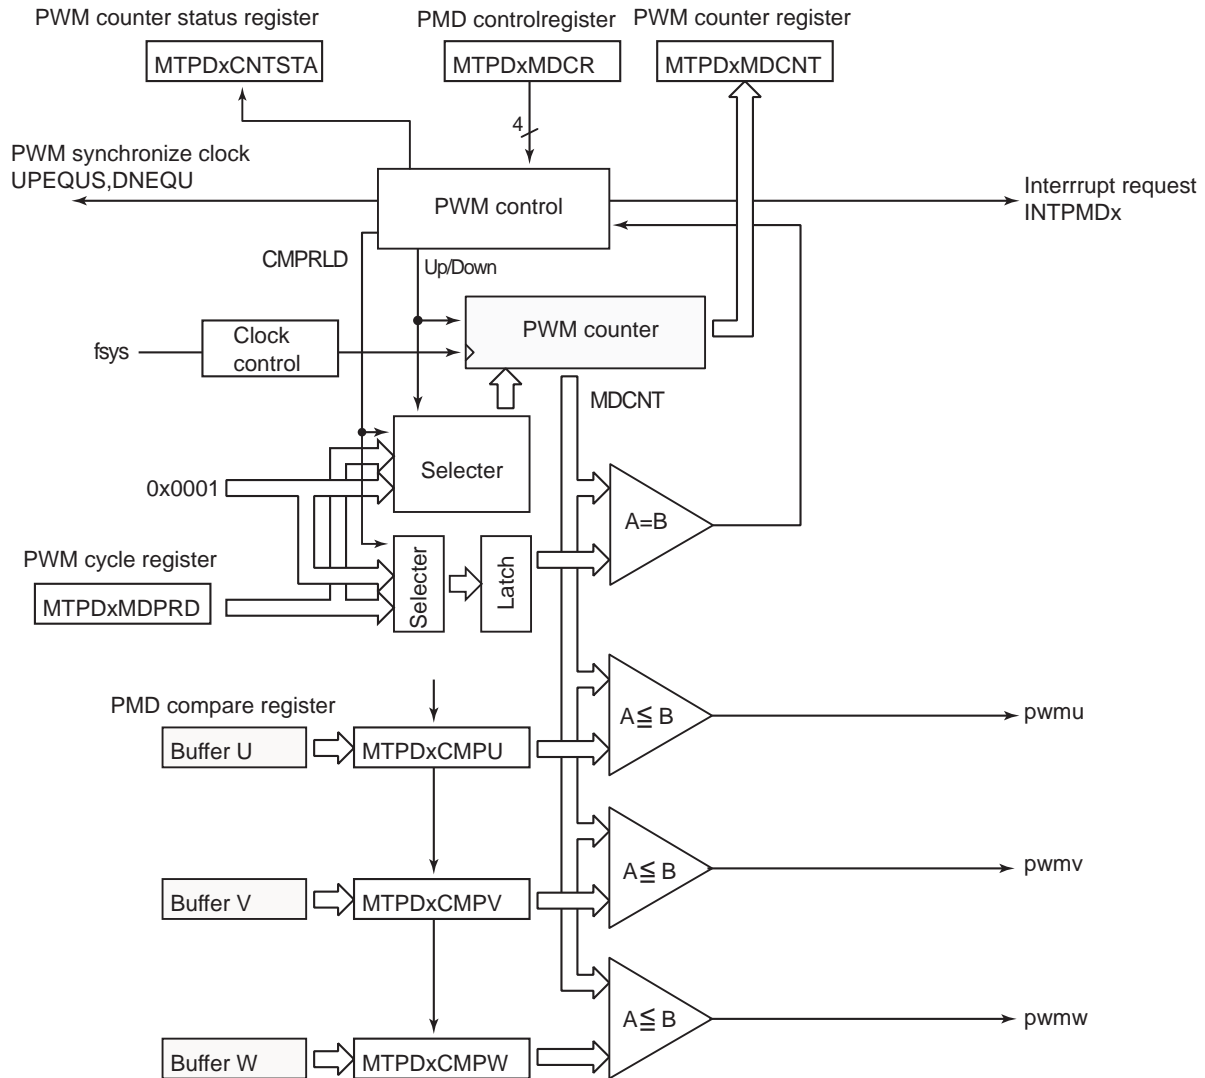 PWM counter status register
PMD controlregister
PWM counter register
MTPDxCNTSTA
MTPDxMDCR
MTPDxMDCNT
4
PWM synchronize clock
UPEQUS,DNEQU
PWM control
Interrrupt request
INTPMDx
CMPRLD
Up/Down
PWM counter
fsys
Clock
control
MDCNT
Selecter
0x0001
A=B
PWM cycle register
MTPDxMDPRD
Selecter
Latch
PMD compare register
Buffer U
MTPDxCMPU
A≦ B
pwmu
Buffer V
MTPDxCMPV
A≦ B
pwmv
Buffer W
MTPDxCMPW
A≦ B
pwmw